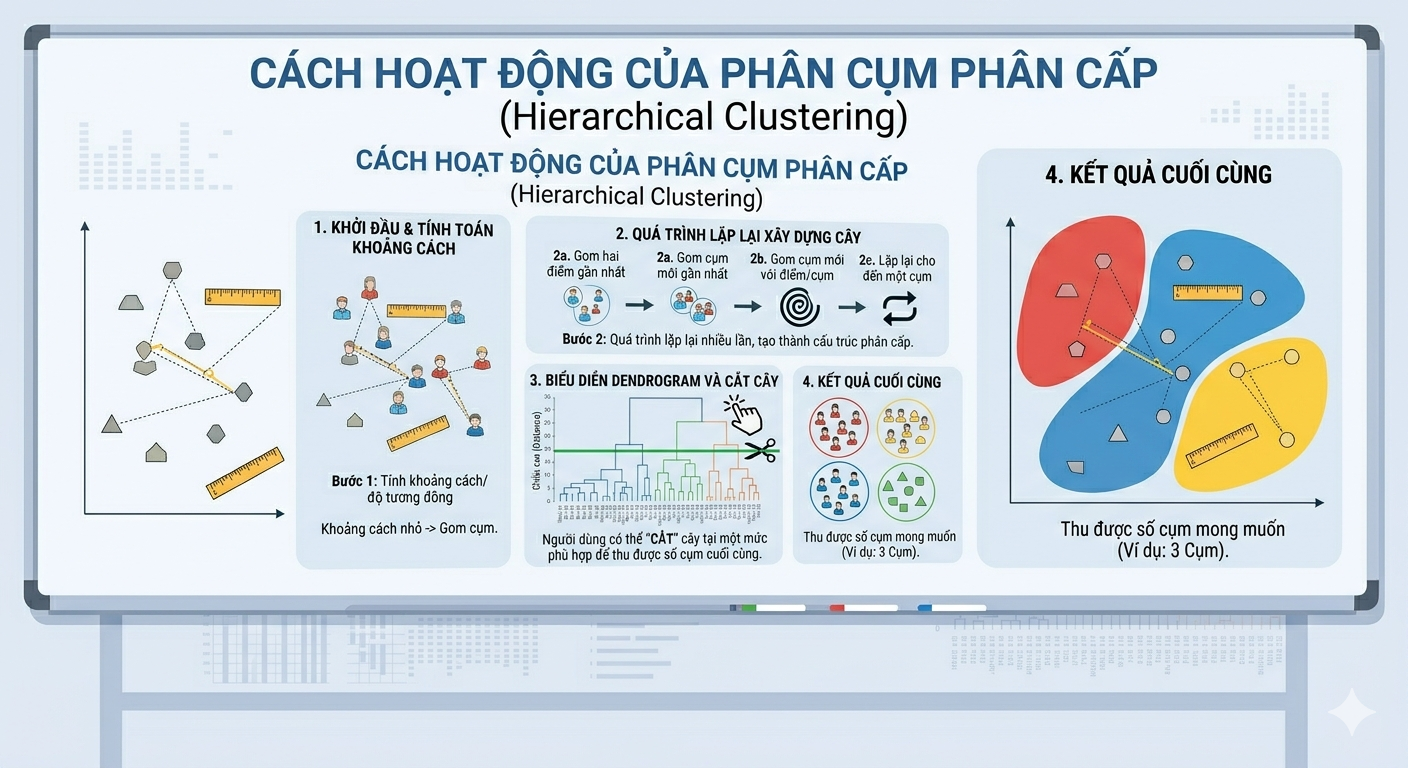 CÁCH HOẠT ĐỘNG CỦA PHÂN CỤM PHÂN CẤP
(Hierarchical Clustering)
CÁCH HOẠT ĐỘNG CỦA PHÂN CỤM PHÂN CẤP
(Hierarchical Clustering)
1. KHỞI ĐẦU & TÍNH TOÁN
KHOẢNG CÁCH
Bước 1: Tính khoảng cách/
độ tương đồng
Khoảng cách nhỏ -> Gom cụm.
2. QUÁ TRÌNH LẶP LẠI XÂY DỰNG CÂY
2a. Gom hai
điểm gần nhất
2a. Gom cụm
mới gần nhất
2b. Gom cụm mới
với điểm/cụm
2e. Lặp lại cho
đến một cụm
Bước 2: Quá trình lặp lại nhiều lần, tạo thành cấu trúc phân cấp.
3. BIỂU DIỄN DENDROGRAM VÀ CẮT CÂY
Người dùng có thể “CẮT” cây tại một mức
phù hợp để thu được số cụm cuối cùng.
4. KẾT QUẢ CUỐI CÙNG
Thu được số cụm mong muốn
(Ví dụ: 3 Cụm).
4. KẾT QUẢ CUỐI CÙNG
Thu được số cụm mong muốn
(Ví dụ: 3 Cụm).